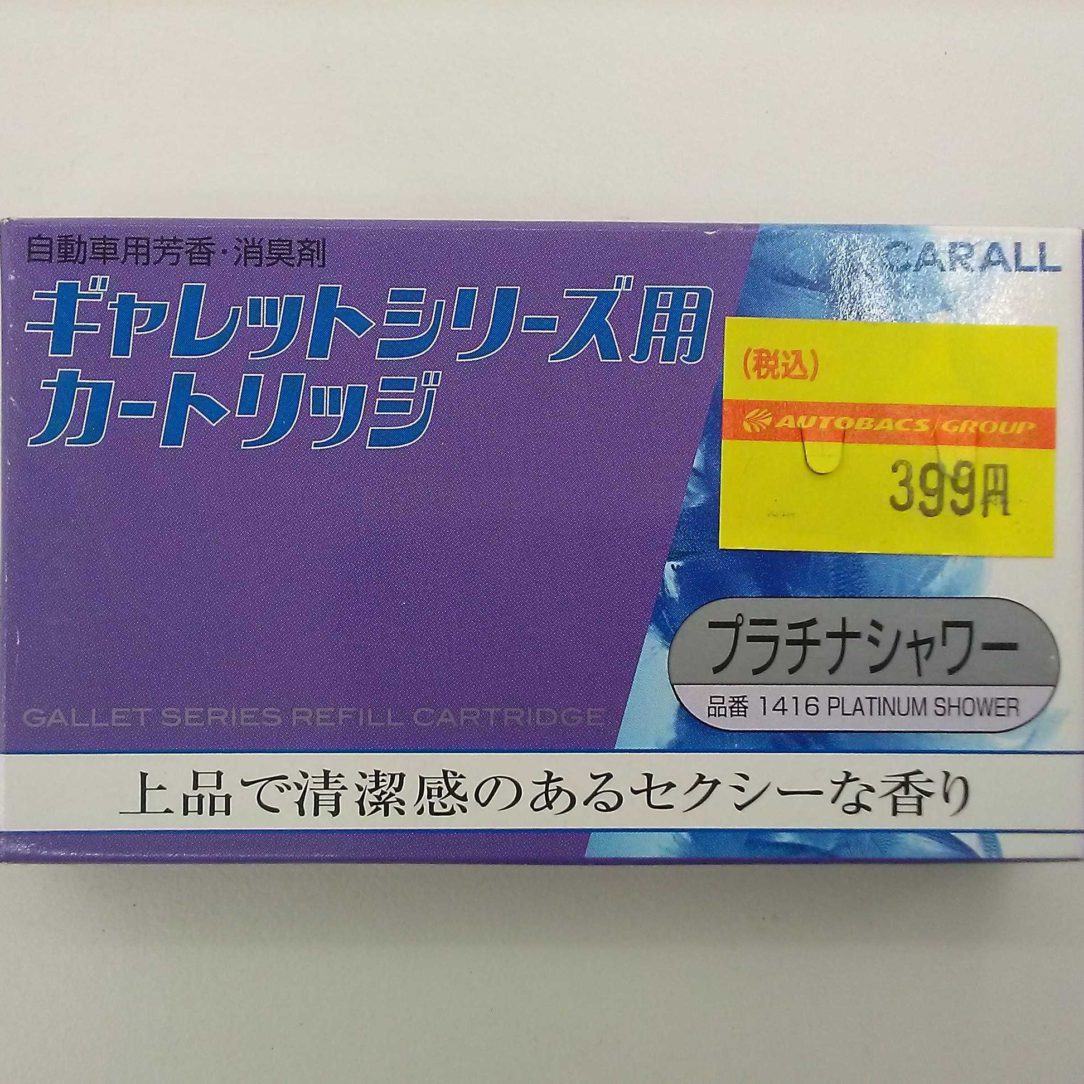 自動車用芳香・消臭剤
CARALL
ギャレットシリーズ用
カートリッジ
(税込)
AUTOBACS GROUP
399円
プラチナシャワー
品番 1416 PLATINUM SHOWER
GALLET SERIES REFILL CARTRIDGE
上品で清潔感のあるセクシーな香り